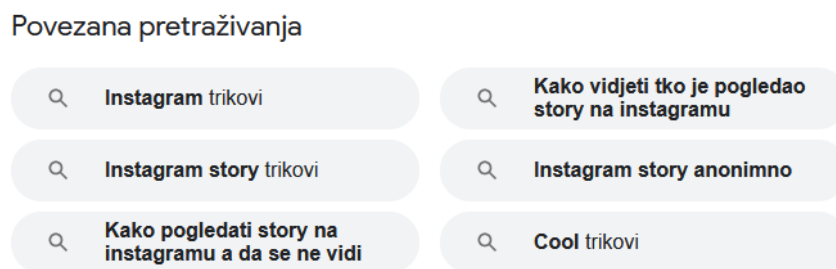 Povezana pretraživanja
Instagram trikovi
Kako vidjeti tko je pogledao
story na instagramu
Instagram story trikovi
Instagram story anonimno
Kako pogledati story na
instagramu a da se ne vidi
Cool trikovi